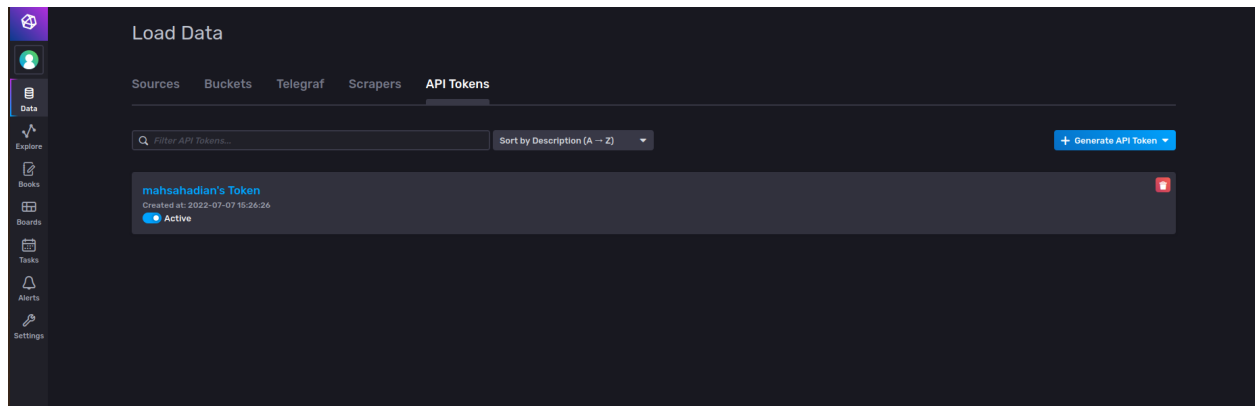 Load Data
Sources Buckets Telegraf Scrapers API Tokens
Filter API Tokens...
Sort by Description (A → Z)
+ Generate API Token
mahsahadian's Token
Created at: 2022-07-07 15:26:26
Active
Data
Explore
Books
Boards
Tasks
Alerts
Settings